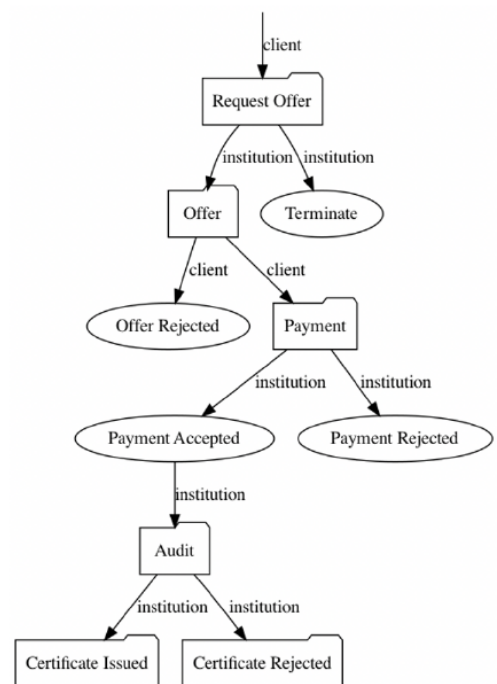 client
Request Offer
institution
institution
Offer
Terminate
client
client
Offer Rejected
Payment
institution
institution
Payment Accepted
Payment Rejected
institution
Audit
institution
institution
Certificate Issued
Certificate Rejected